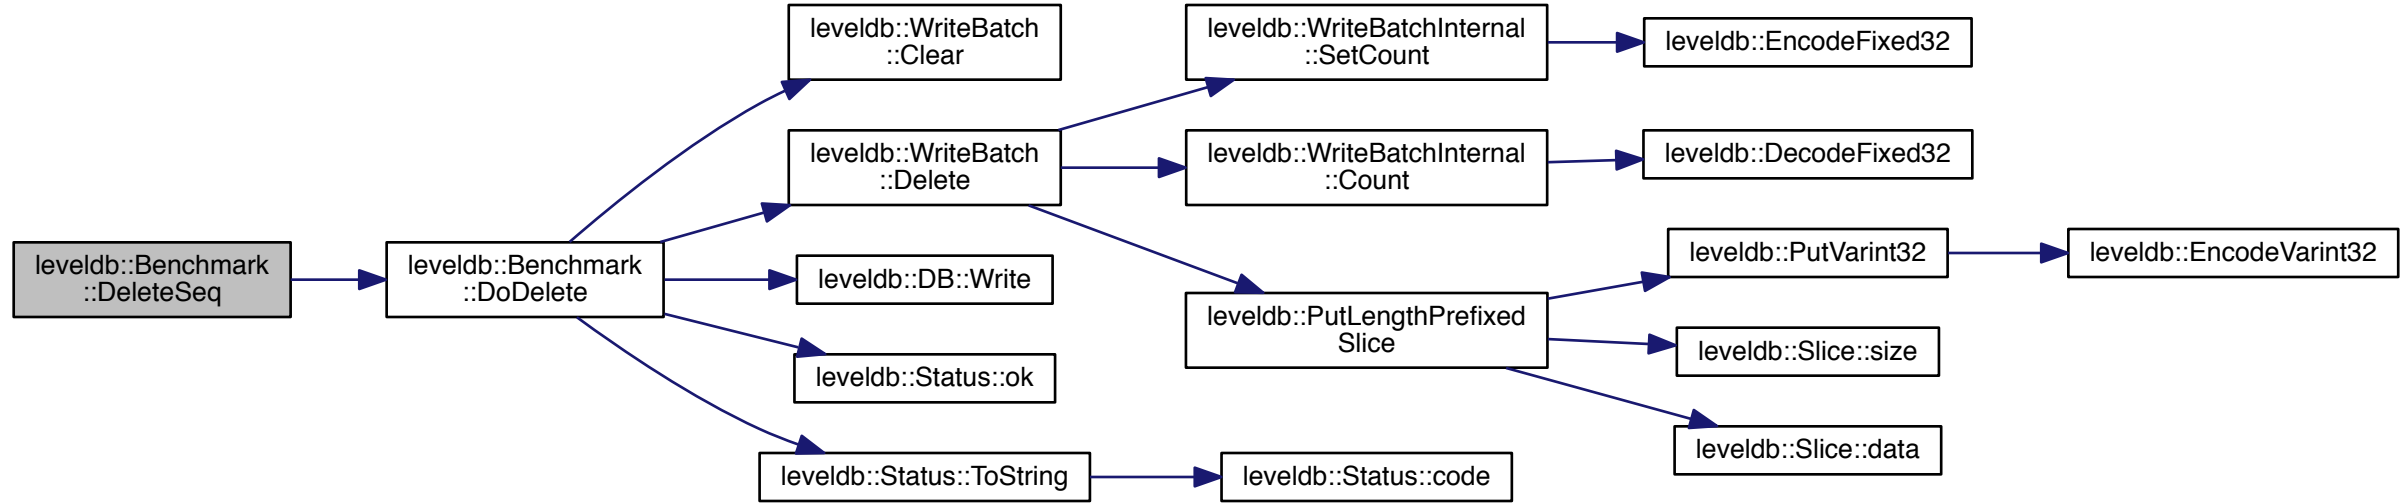 leveldb::Benchmark
::DeleteSeq
leveldb::Benchmark
::DoDelete
leveldb::WriteBatch
::Clear
leveldb::WriteBatch
::Delete
leveldb::DB::Write
leveldb::Status::ok
leveldb::Status::ToString
leveldb::WriteBatchInternal
::SetCount
leveldb::WriteBatchInternal
::Count
leveldb::PutLengthPrefixed
Slice
leveldb::Status::code
leveldb::EncodeFixed32
leveldb::DecodeFixed32
leveldb::PutVarint32
leveldb::Slice::size
leveldb::Slice::data
leveldb::EncodeVarint32